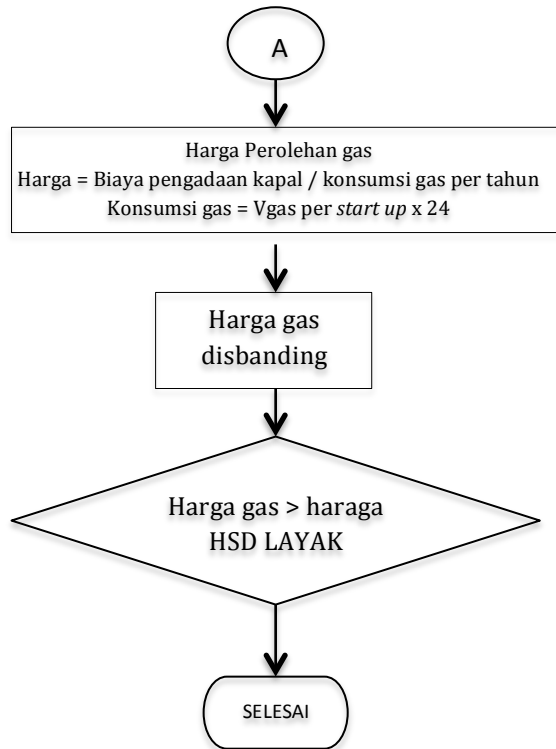 A
Harga Perolehan gas
Harga = Biaya pengadaan kapal / konsumsi gas per tahun
Konsumsi gas = Vgas per start up x 24
Harga gas
disbanding
Harga gas > haraga
HSD LAYAK
SELESAI